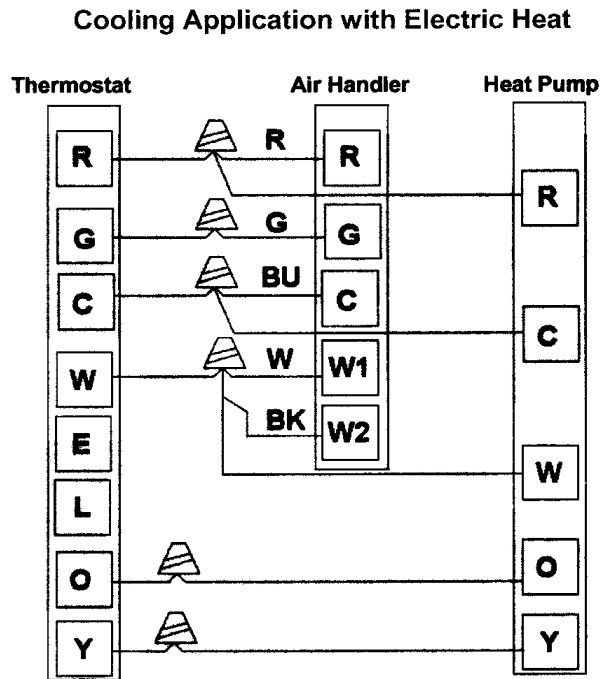 Cooling Application with Electric Heat
Thermostat Air Handler Heat Pump
R R R
R
G G G
C BU C
C
W W W1
BK W2
E
W
L
O O
Y Y